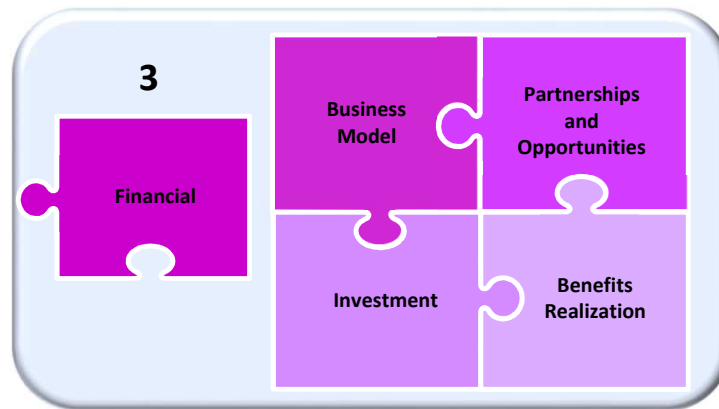 3
Financial
Business
Model
Partnerships
and
Opportunities
Investment
Benefits
Realization